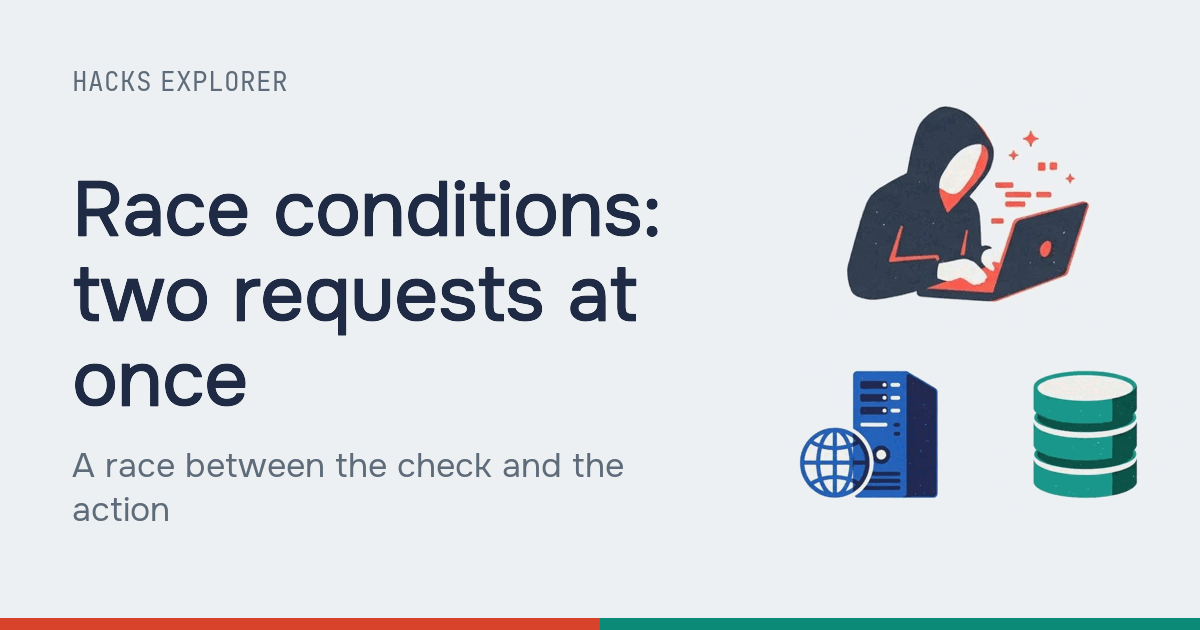 HACKS EXPLORER
Race conditions:
two requests at
once
A race between the check and the
action